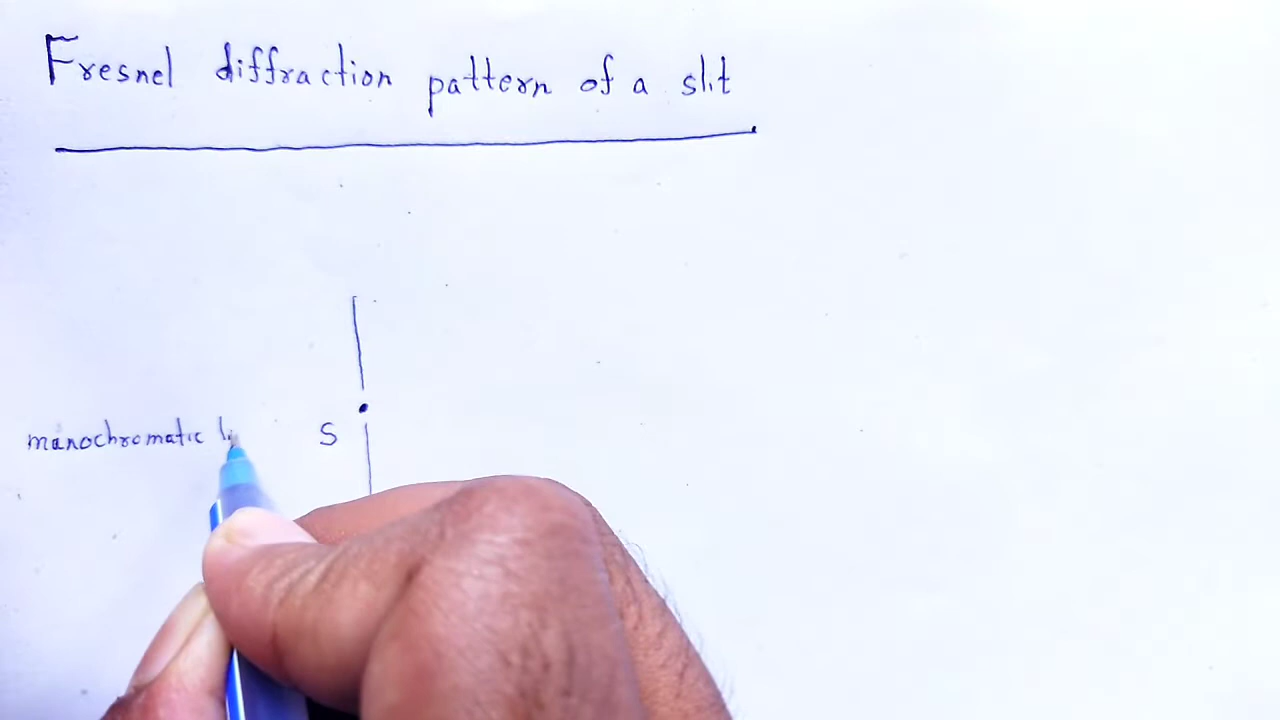 Fresnel diffraction pattern of a slit
manochromatic
S